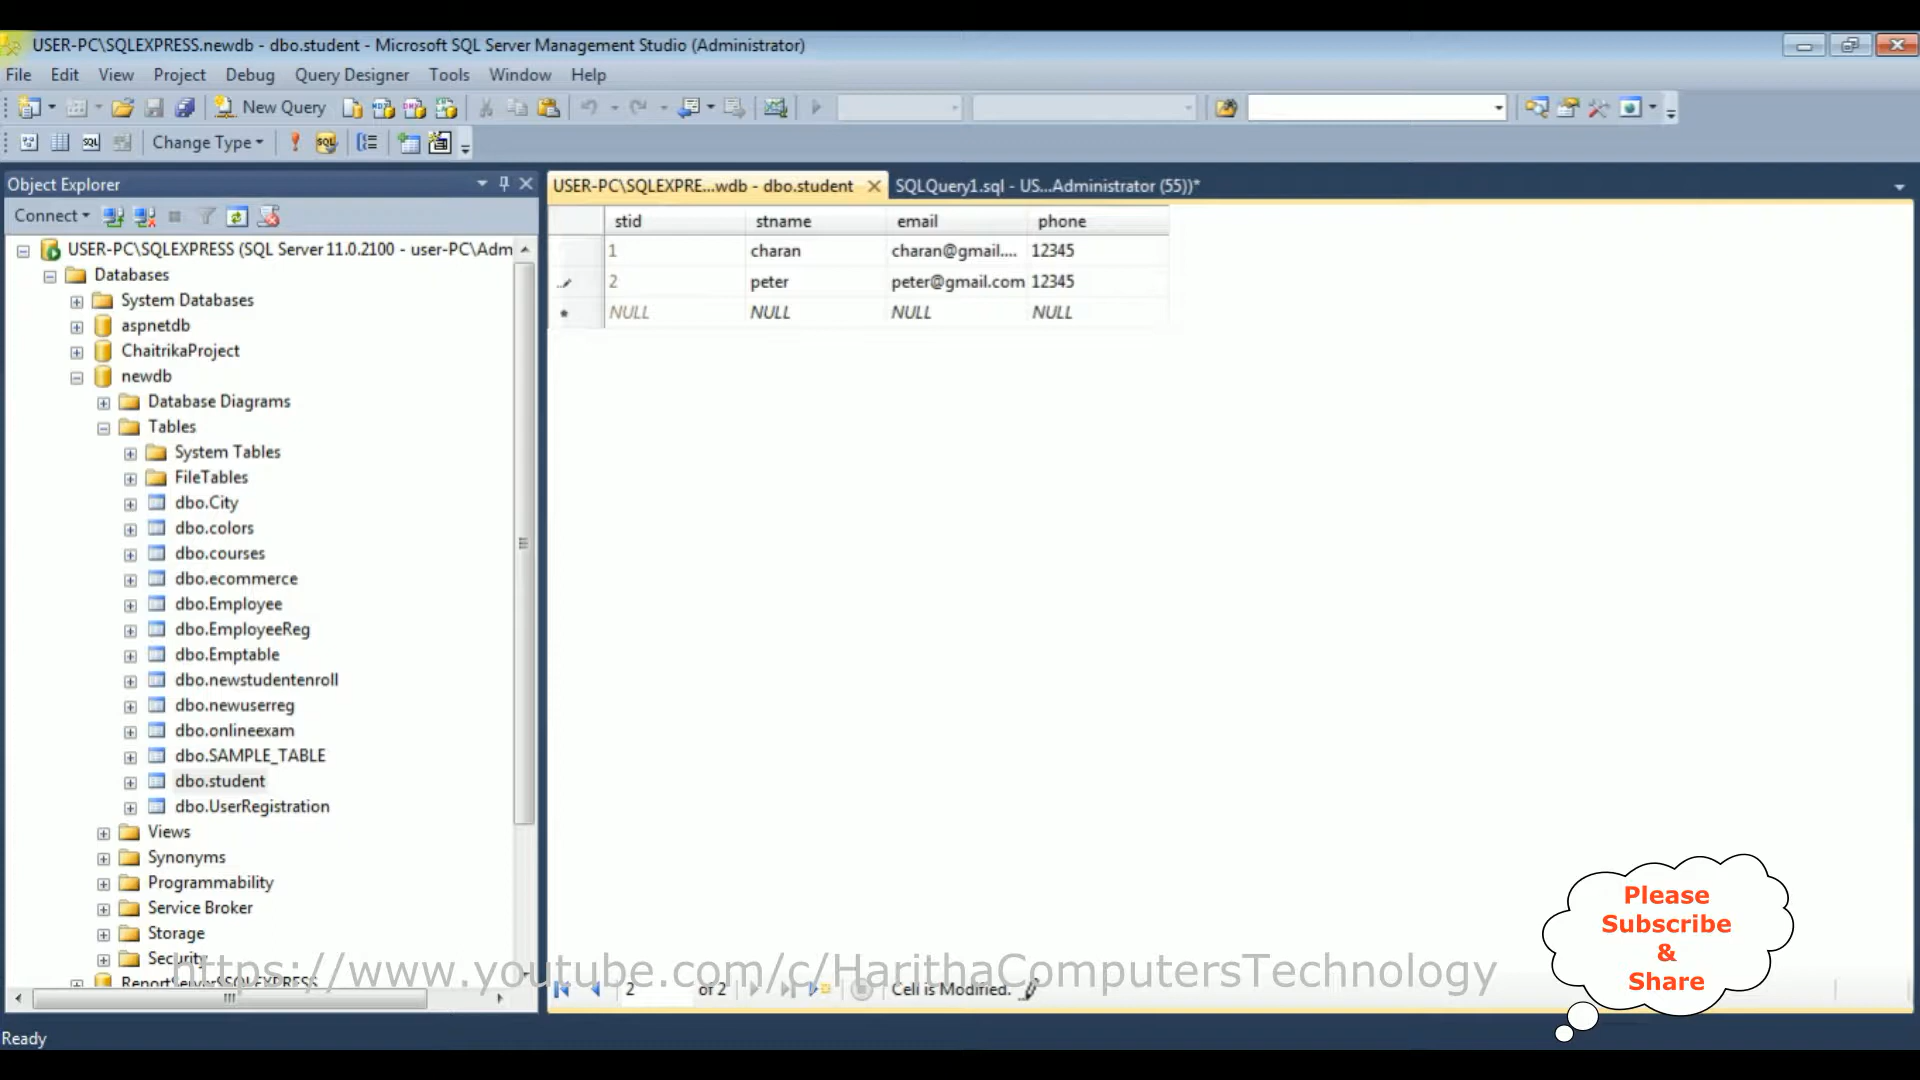 USER-PC\SQLEXPRESS.newdb - dbo.student - Microsoft SQL Server Management Studio (Administrator)
File Edit View Project Debug Query Designer Tools Window Help
New Query
Change Type
Object Explorer
Connect
USER-PC\SQLEXPRESS (SQL Server 11.0.2100 - user-PC\Adm
Databases
System Databases
aspnetdb
ChaitrikaProject
newdb
Database Diagrams
Tables
System Tables
FileTables
dbo.City
dbo.colors
dbo.courses
dbo.ecommerce
dbo.Employee
dbo.EmployeeReg
dbo.Emptable
dbo.newstudentenroll
dbo.newuserreg
dbo.onlineexam
dbo.SAMPLE_TABLE
dbo.student
dbo.UserRegistration
Views
Synonyms
Programmability
Service Broker
Storage
Security
ReportServer$SQLEXPRESS
USER-PC\SQLEXPRE...wdb - dbo.student
SQLQuery1.sql - US...Administrator (55))*
stid stname email phone
1 charan charan@gmail.... 12345
2 peter peter@gmail.com 12345
NULL NULL NULL NULL
2 of 2 Cell is Modified.
https://www.youtube.com/c/HarithaComputersTechnology
Please
Subscribe
&
Share
Ready